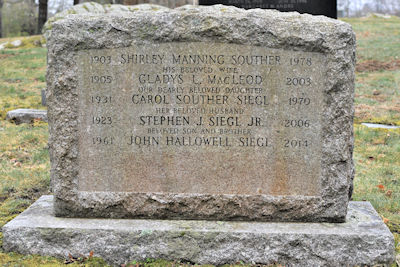 1903 SHIRLEY MANNING SOUTHER 1978
HIS BELOVED WIFE
1905 GLADYS L. MACLEOD 2003
OUR DEARLY BELOVED DAUGHTER
1931 CAROL SOUTHER SIEGL 1970
HER BELOVED HUSBAND
1923 STEPHEN J. SIEGL JR. 2006
BELOVED SON AND BROTHER
1961 JOHN HALLOWELL SIEGL 2014